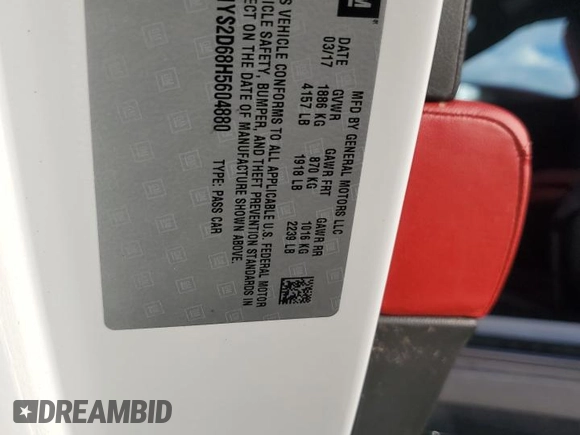 M
DATE
03/17
MFD BY GENERAL MOTORS LLC
GVWR
1886 KG
4157 LB
GAWR FRT
870 KG
1918 LB
GAWR RR
1016 KG
2239 LB
S VEHICLE CONFORMS TO ALL APPLICABLE U.S. FEDERAL MOTOR
ICLE SAFETY, BUMPER, AND THEFT PREVENTION STANDARDS IN
ECT ON THE DATE OF MANUFACTURE SHOWN ABOVE.
1YS2D68H5604880
TYPE: PASS CAR
DREAMBID